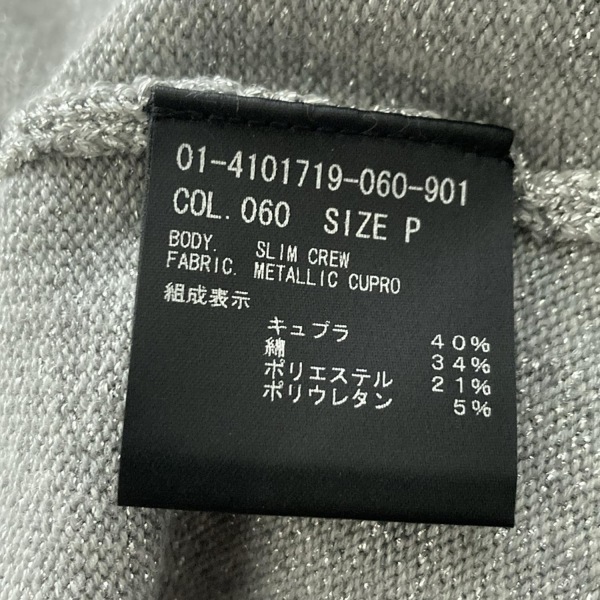 01-4101719-060-901
COL.060 SIZE P
BODY. SLIM CREW
FABRIC. METALLIC CUPRO
組成表示
キュプラ 40%
綿 34%
ポリエステル 21%
ポリウレタン 5%